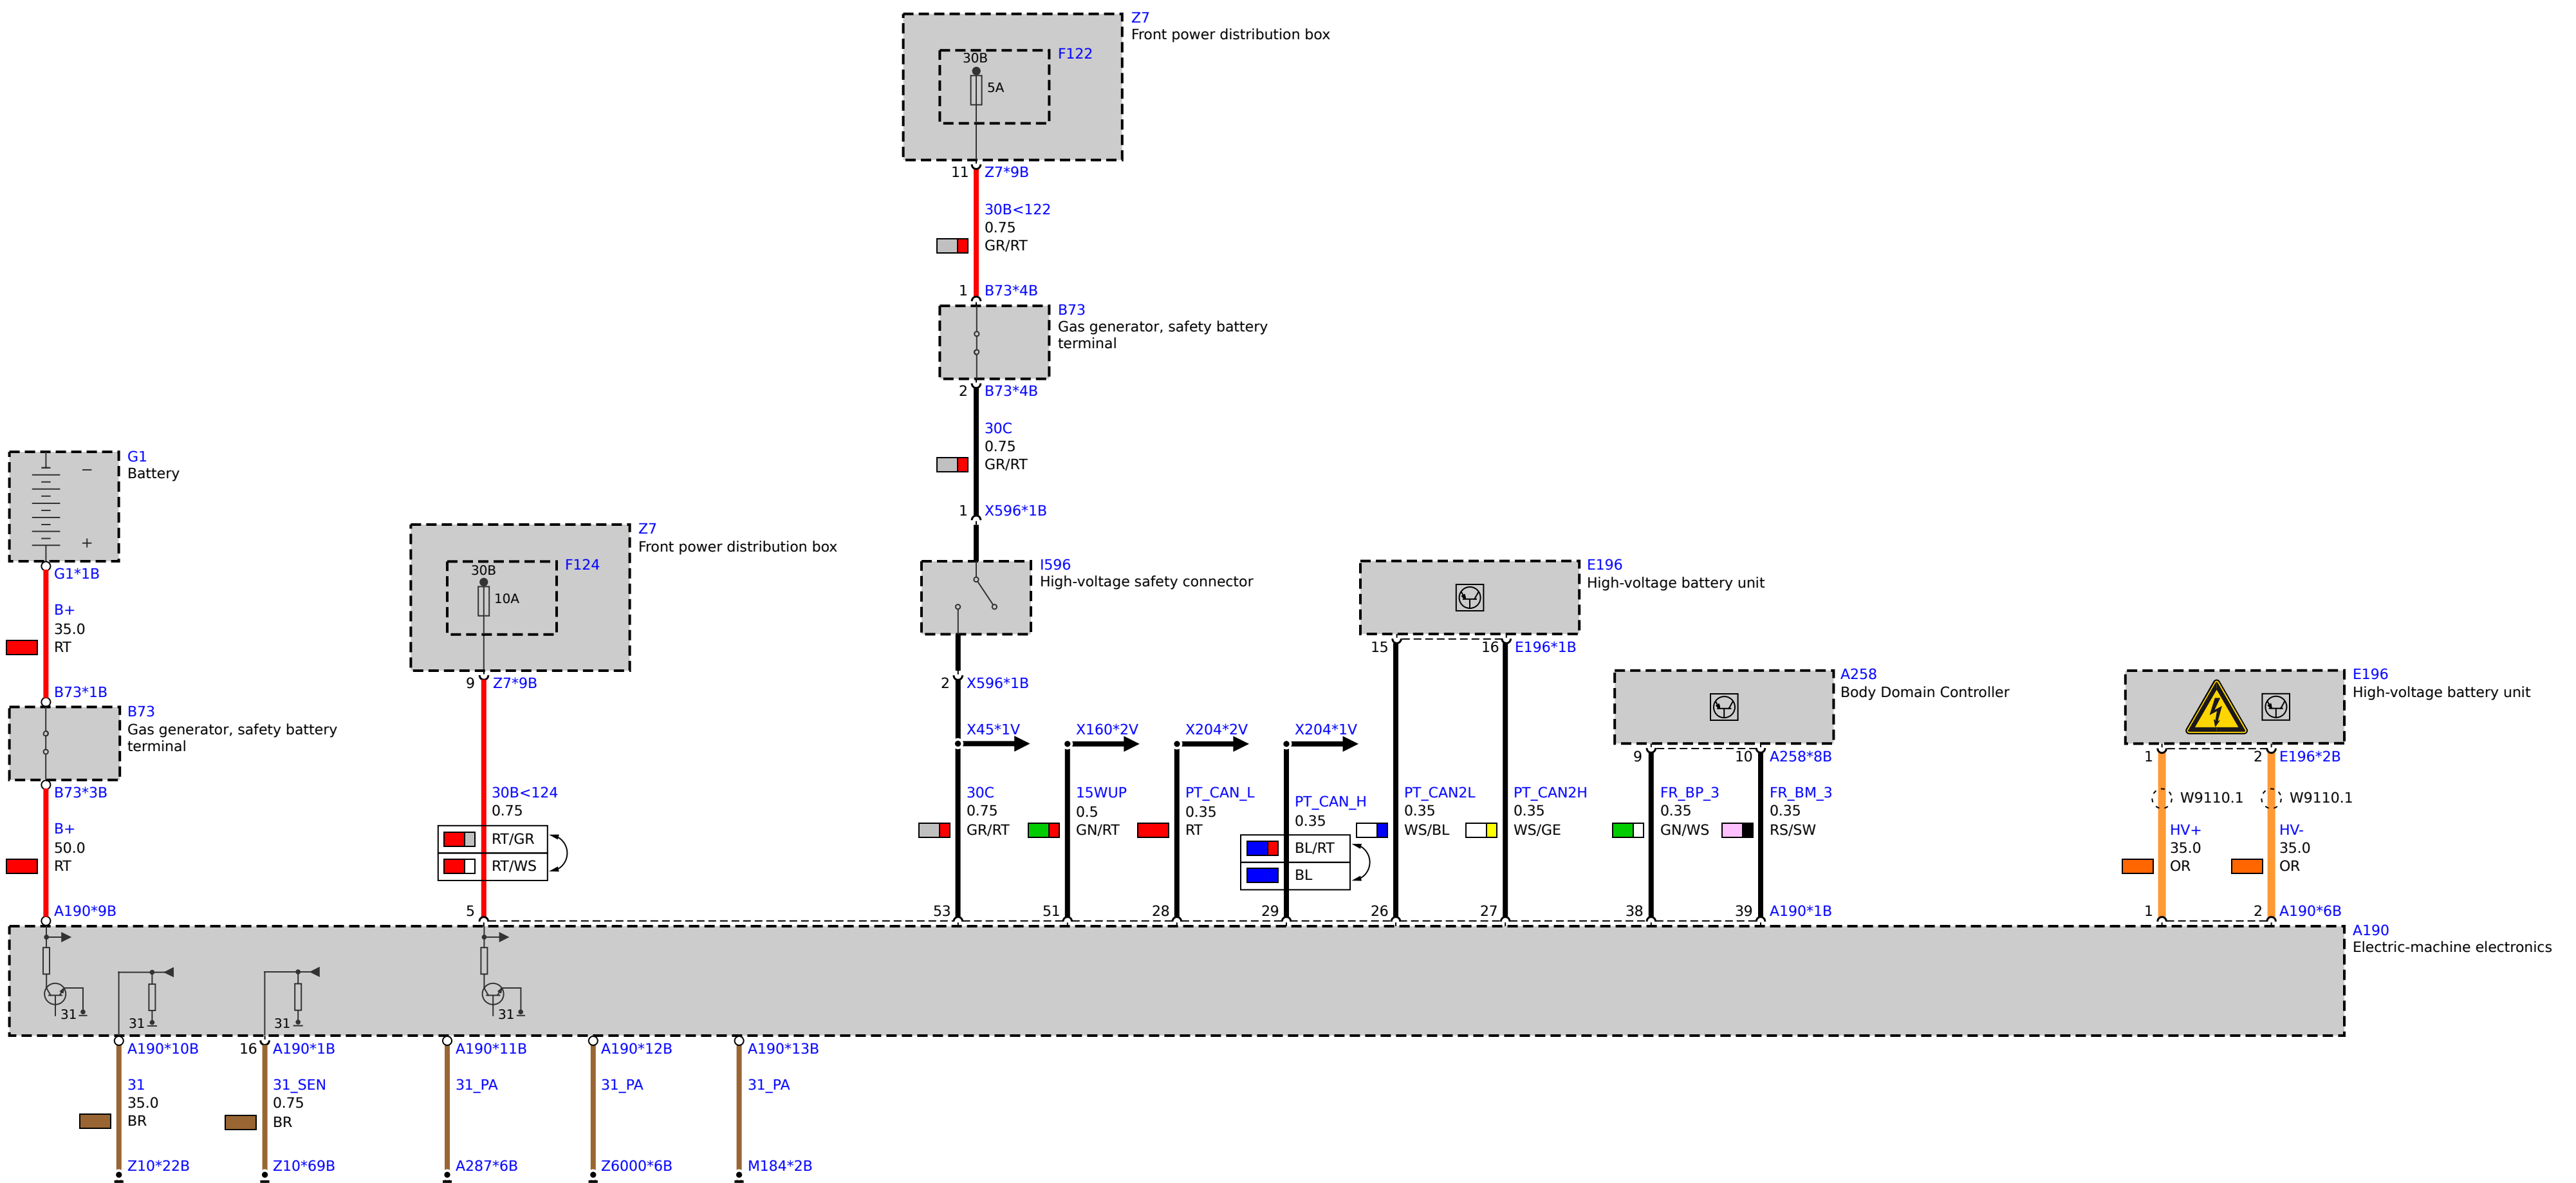 Z7
Front power distribution box
F122
30B
5A
11 Z7*9B
30B<122
0.75
GR/RT
1 B73*4B
B73
Gas generator, safety battery
terminal
2 B73*4B
30C
0.75
GR/RT
1 X596*1B
G1
Battery
−
+
G1*1B
B+
35.0
RT
B73*1B
B73
Gas generator, safety battery
terminal
B73*3B
B+
50.0
RT
A190*9B
Z7
Front power distribution box
F124
30B
10A
9 Z7*9B
30B<124
0.75
RT/GR
RT/WS
5
I596
High-voltage safety connector
2 X596*1B
X45*1V
30C
0.75
GR/RT
53
X160*2V
15WUP
0.5
GN/RT
51
X204*2V
PT_CAN_L
0.35
RT
28
X204*1V
PT_CAN_H
0.35
BL/RT
BL
29
E196
High-voltage battery unit
15 16 E196*1B
PT_CAN2L
0.35
WS/BL
26
PT_CAN2H
0.35
WS/GE
27
A258
Body Domain Controller
9 10 A258*8B
FR_BP_3
0.35
GN/WS
38
FR_BM_3
0.35
RS/SW
39 A190*1B
E196
High-voltage battery unit
1 2 E196*2B
W9110.1 W9110.1
HV+
35.0
OR
1
HV-
35.0
OR
2 A190*6B
A190
Electric-machine electronics
31
31
31
31
A190*10B
31
35.0
BR
Z10*22B
16 A190*1B
31_SEN
0.75
BR
Z10*69B
A190*11B
31_PA
A287*6B
A190*12B
31_PA
Z6000*6B
A190*13B
31_PA
M184*2B